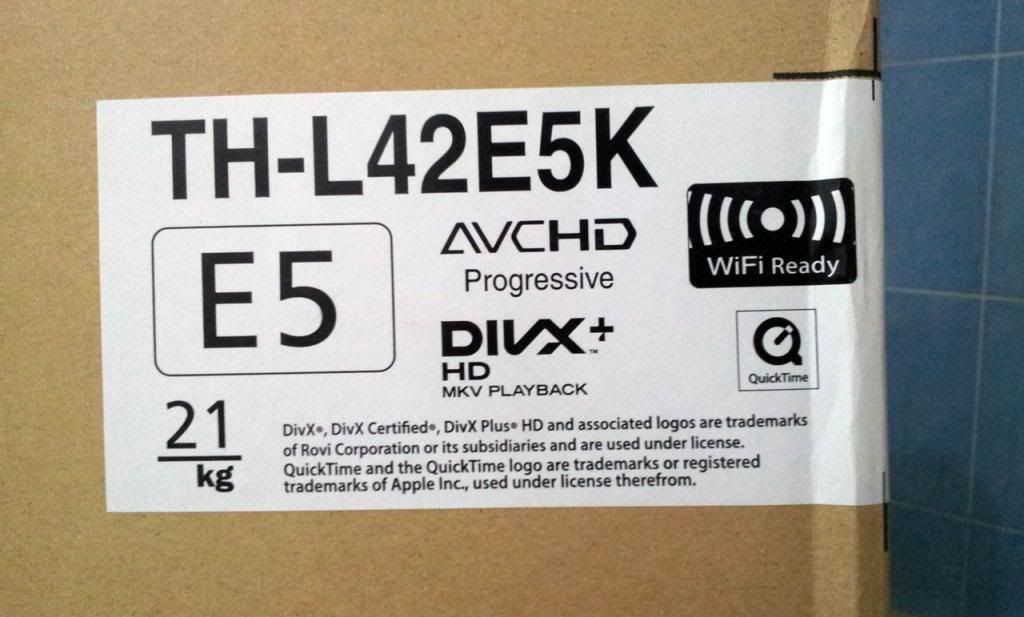 TH-L42E5K
E5
AVCHD
Progressive
WiFi Ready
DIVX+™
HD
MKV PLAYBACK
QuickTime
21
kg
DivX®, DivX Certified®, DivX Plus® HD and associated logos are trademarks
of Rovi Corporation or its subsidiaries and are used under license.
QuickTime and the QuickTime logo are trademarks or registered
trademarks of Apple Inc., used under license therefrom.